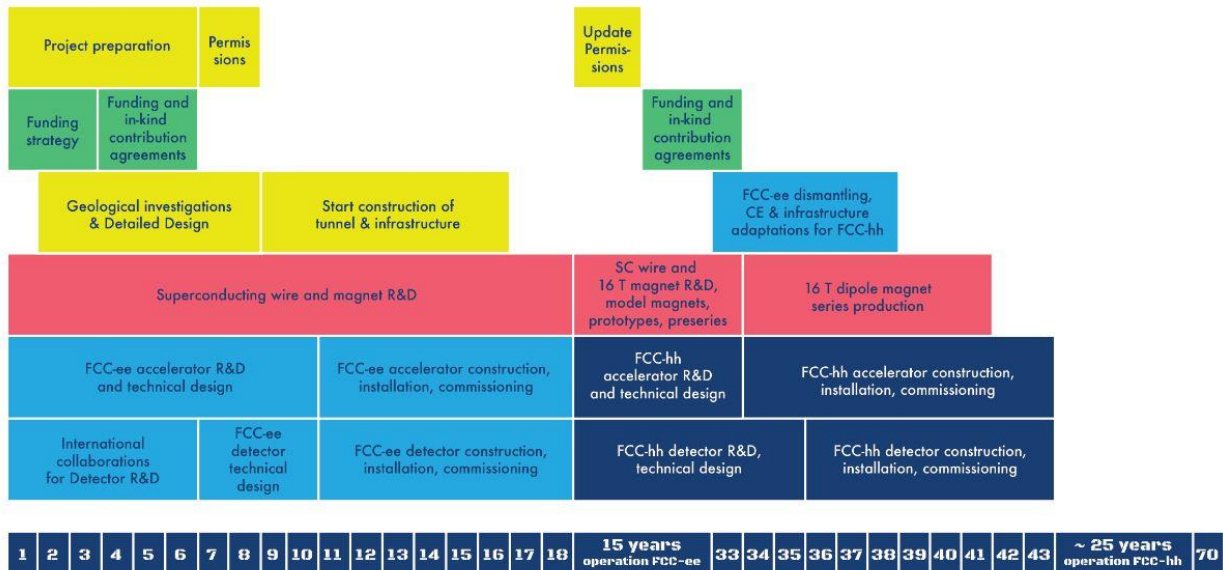 Project preparation
Permis
sions
Update
Permis-
sions
Funding
strategy
Funding and
in-kind
contribution
agreements
Funding and
in-kind
contribution
agreements
Geological investigations
& Detailed Design
Start construction of
tunnel & infrastructure
FCC-ee dismantling,
CE & infrastructure
adaptations for FCC-hh
Superconducting wire and magnet R&D
SC wire and
16 T magnet R&D,
model magnets,
prototypes, preseries
16 T dipole magnet
series production
FCC-ee accelerator R&D
and technical design
FCC-ee accelerator construction,
installation, commissioning
FCC-hh
accelerator R&D
and technical design
FCC-hh accelerator construction,
installation, commissioning
International
collaborations
for Detector R&D
FCC-ee
detector
technical
design
FCC-ee detector construction,
installation, commissioning
FCC-hh detector R&D,
technical design
FCC-hh detector construction,
installation, commissioning
1 2 3 4 5 6 7 8 9 10 11 12 13 14 15 16 17 18
15 years
operation FCC-ee
33 34 35 36 37 38 39 40 41 42 43
~ 25 years
operation FCC-hh
70